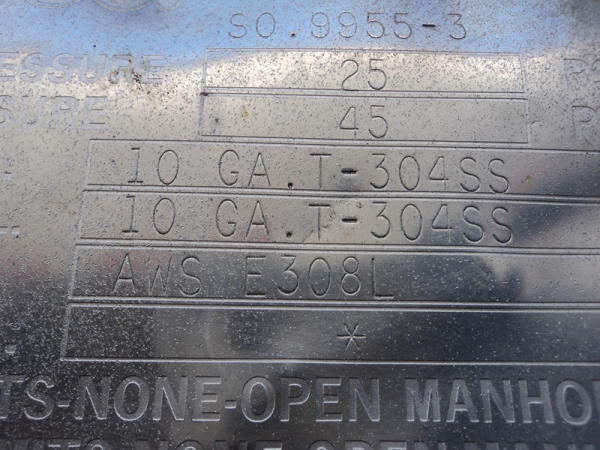 SO.9955-3
ESSURE 25 P
SURE 45 P
10 GA.T-304SS
10 GA.T-304SS
AWS E308L
*
TS-NONE-OPEN MANHO